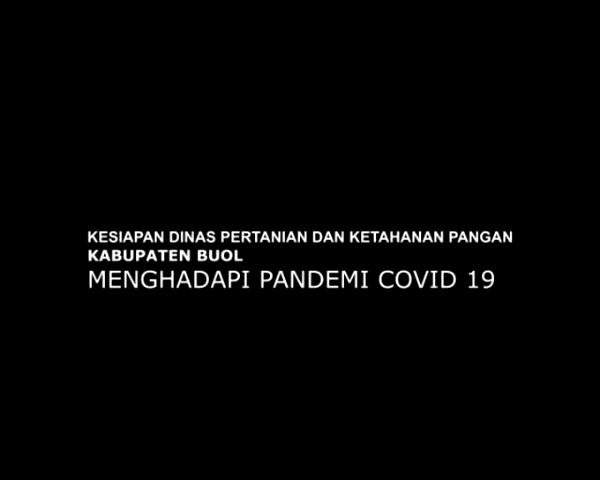 KESIAPAN DINAS PERTANIAN DAN KETAHANAN PANGAN
KABUPATEN BUOL
MENGHADAPI PANDEMI COVID 19